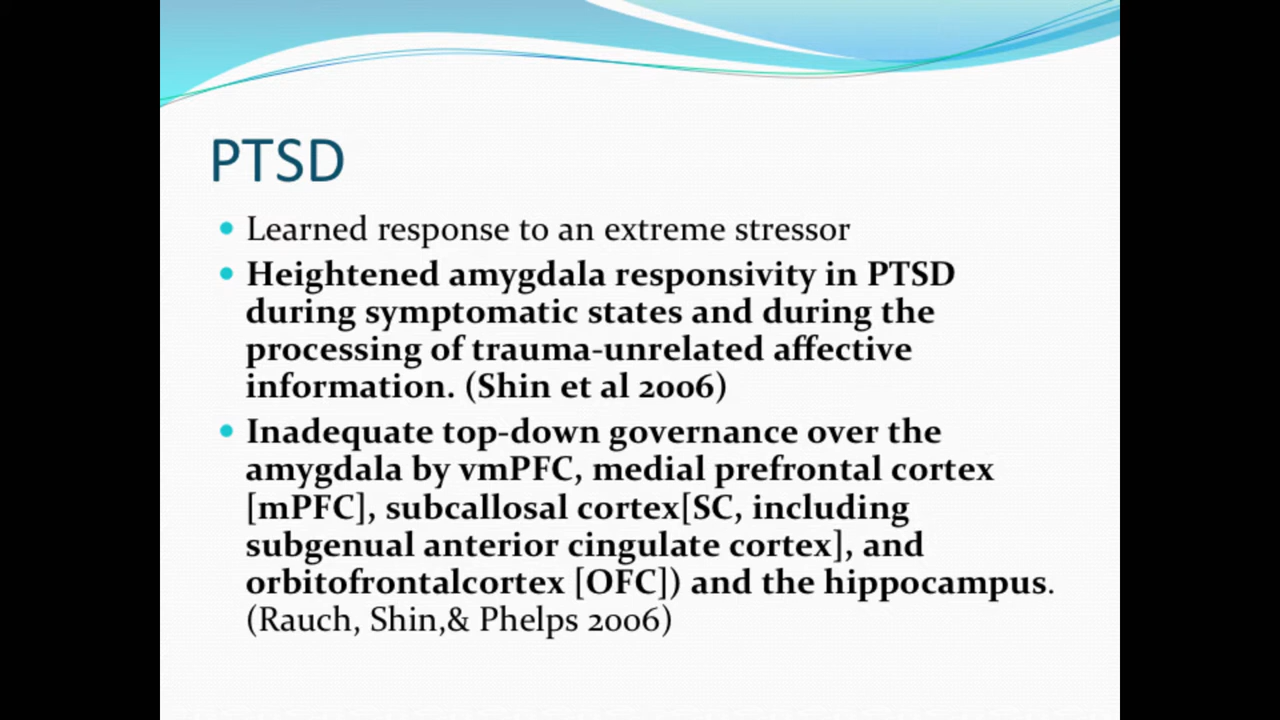 PTSD
• Learned response to an extreme stressor
• Heightened amygdala responsivity in PTSD
during symptomatic states and during the
processing of trauma-unrelated affective
information. (Shin et al 2006)
• Inadequate top-down governance over the
amygdala by vmPFC, medial prefrontal cortex
[mPFC], subcallosal cortex[SC, including
subgenual anterior cingulate cortex], and
orbitofrontalcortex [OFC]) and the hippocampus.
(Rauch, Shin,& Phelps 2006)